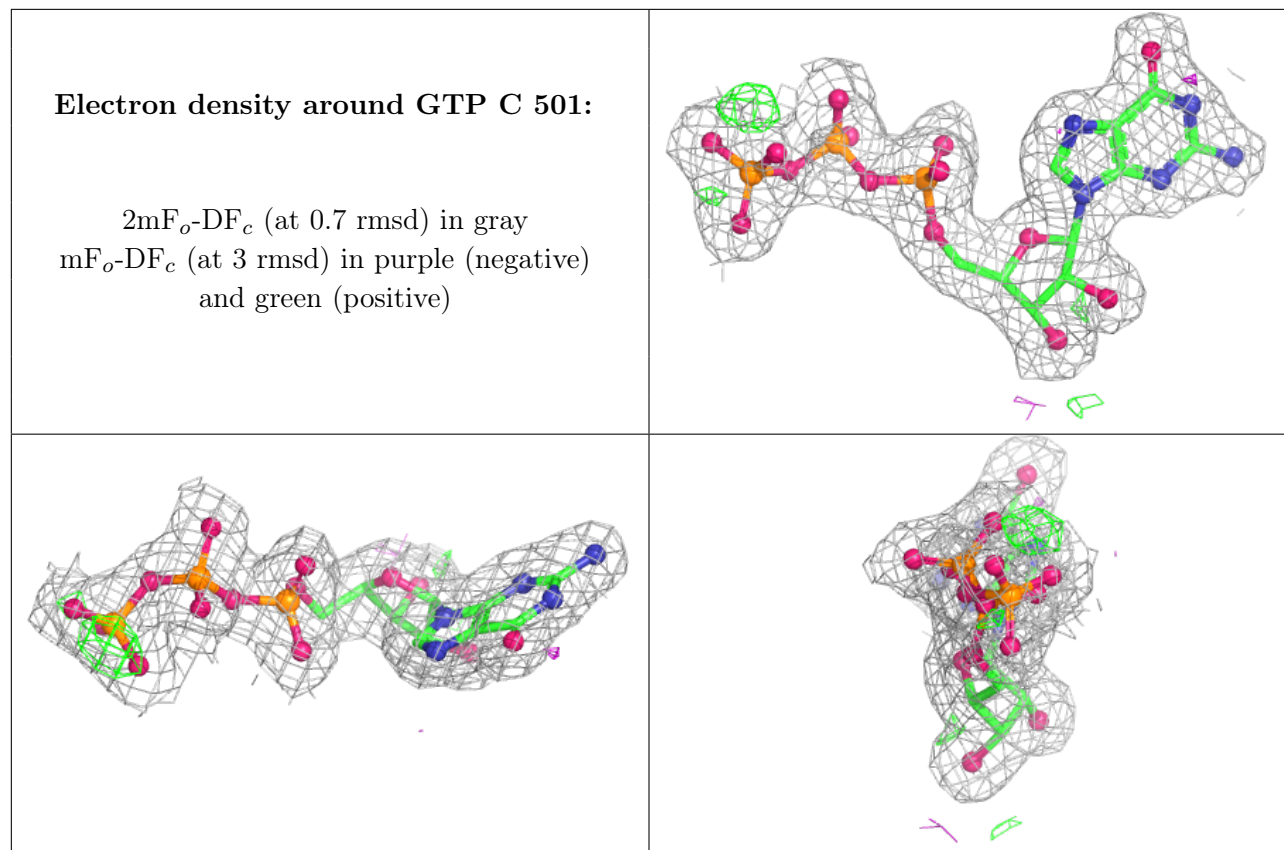 Electron density around GTP C 501:
2mFₒ-DF𝒸 (at 0.7 rmsd) in gray
mFₒ-DF𝒸 (at 3 rmsd) in purple (negative)
and green (positive)